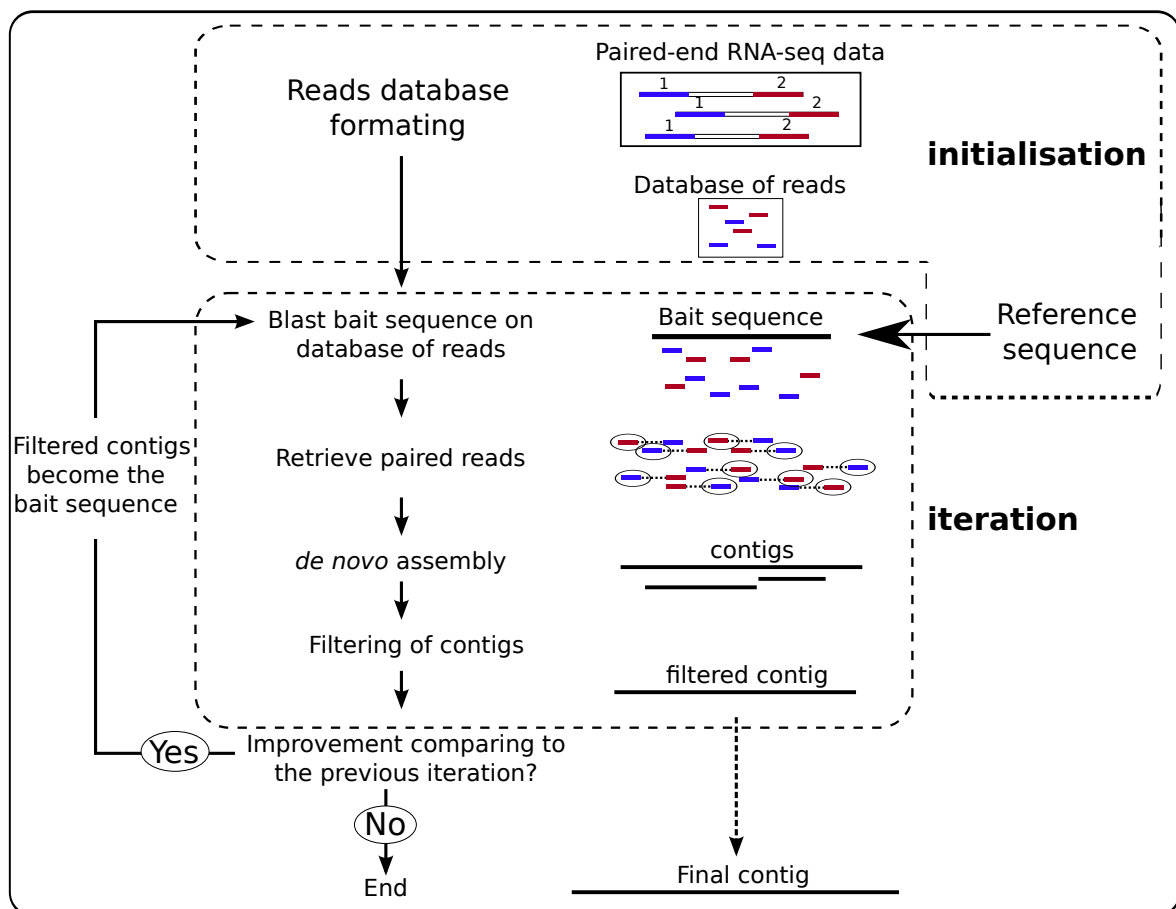 Paired-end RNA-seq data
Reads database
formating
1 2
1 2
1 2
initialisation
Database of reads
Blast bait sequence on
database of reads
Bait sequence
Reference
sequence
Filtered contigs
become the
bait sequence
Retrieve paired reads
iteration
de novo assembly
contigs
Filtering of contigs
filtered contig
Yes
Improvement comparing to
the previous iteration?
No
End
Final contig